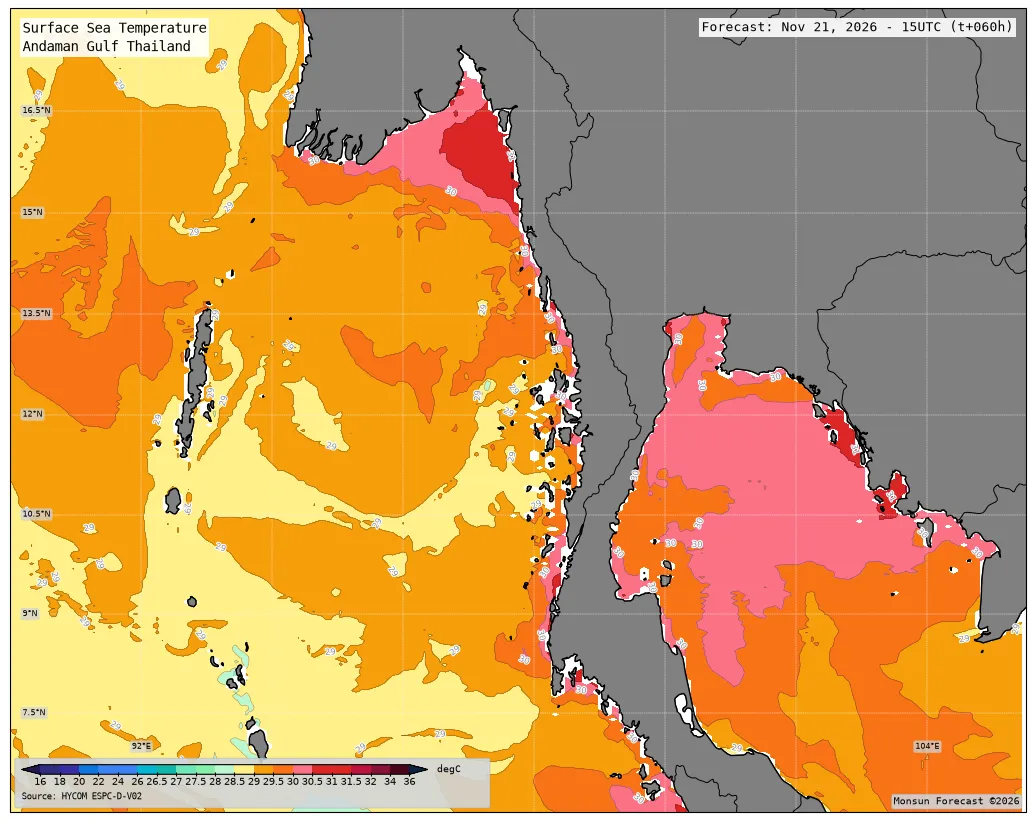 Surface Sea Temperature
Andaman Gulf Thailand
Forecast: Nov 21, 2026 - 15UTC (t+060h)
16.5°N
15°N
13.5°N
12°N
10.5°N
9°N
7.5°N
92°E
104°E
degC
16 18 20 22 24 26 26.5 27 27.5 28 28.5 29 29.5 30 30.5 31 31.5 32 34 36
Source: HYCOM ESPC-D-V02
Monsun Forecast ©2026